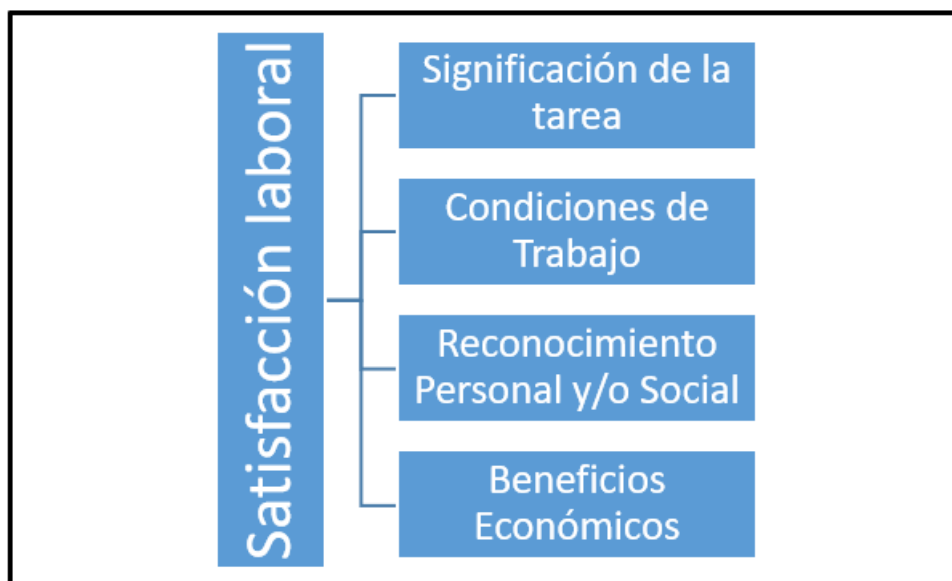 Satisfacción laboral
Significación de la
tarea
Condiciones de
Trabajo
Reconocimiento
Personal y/o Social
Beneficios
Económicos